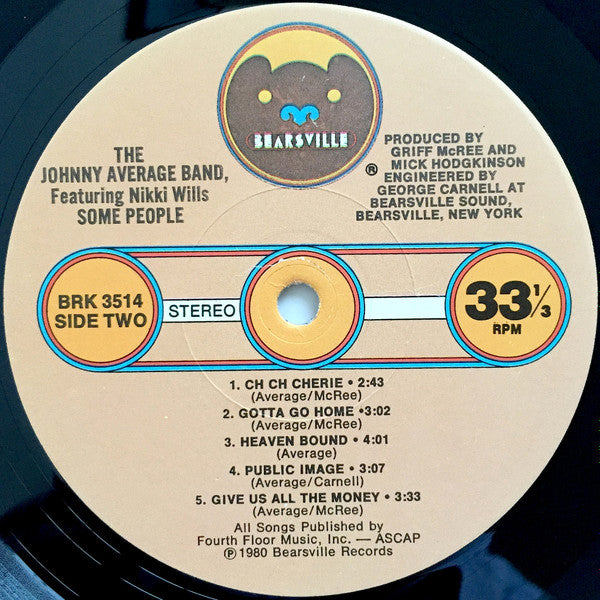 BEARSVILLE
®
THE
JOHNNY AVERAGE BAND,
Featuring Nikki Wills
SOME PEOPLE
PRODUCED BY
GRIFF McREE AND
MICK HODGKINSON
ENGINEERED BY
GEORGE CARNELL AT
BEARSVILLE SOUND,
BEARSVILLE, NEW YORK
BRK 3514
SIDE TWO
STEREO
33 1/3
RPM
1. CH CH CHERIE • 2:43
(Average/McRee)
2. GOTTA GO HOME •3:02
(Average/McRee)
3. HEAVEN BOUND • 4:01
(Average)
4. PUBLIC IMAGE • 3:07
(Average/Carnell)
5. GIVE US ALL THE MONEY • 3:33
(Average/McRee)
All Songs Published by
Fourth Floor Music, Inc. — ASCAP
℗ 1980 Bearsville Records